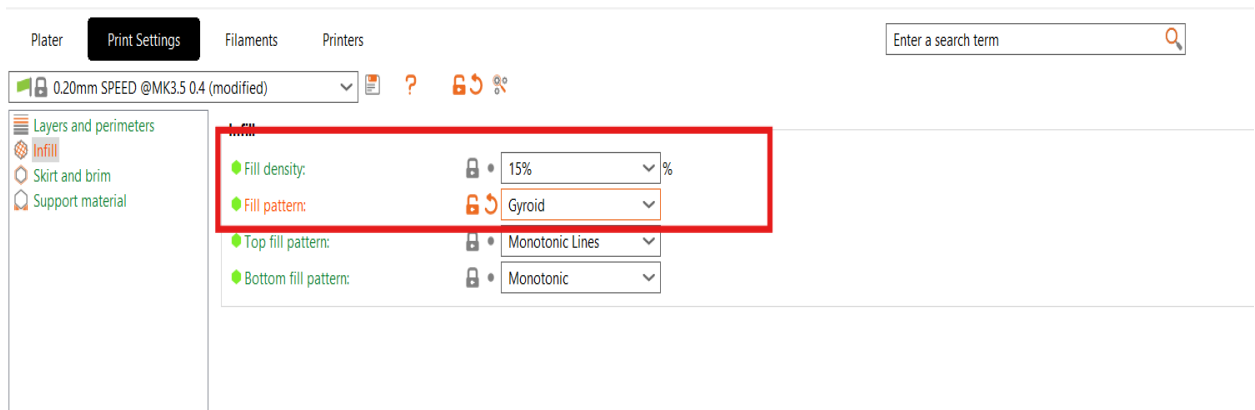 Plater Print Settings Filaments Printers Enter a search term
0.20mm SPEED @MK3.5 0.4 (modified) ?
Layers and perimeters
Infill
Skirt and brim
Support material
Infill
Fill density: 15% %
Fill pattern: Gyroid
Top fill pattern: Monotonic Lines
Bottom fill pattern: Monotonic